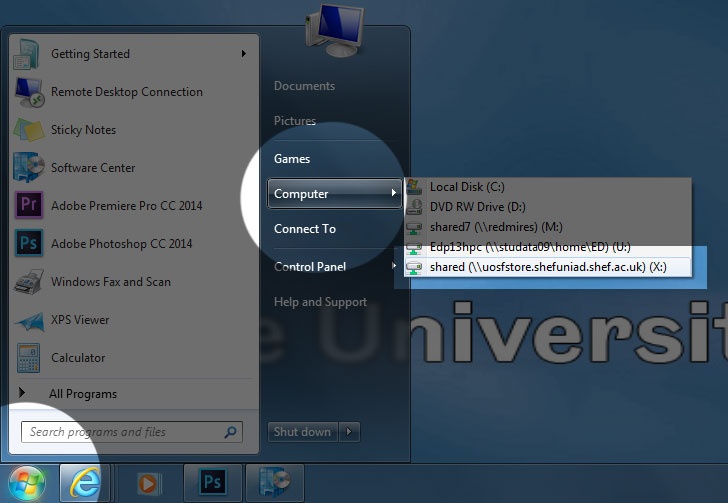 Getting Started
Remote Desktop Connection
Sticky Notes
Software Center
Pr
Adobe Premiere Pro CC 2014
Ps
Adobe Photoshop CC 2014
Windows Fax and Scan
XPS Viewer
Calculator
All Programs
Search programs and files
Documents
Pictures
Games
Computer
Connect To
Control Panel
Help and Support
Shut down
Local Disk (C:)
DVD RW Drive (D:)
shared7 (\\redmires) (M:)
Edp13hpc (\\studata09\home\ED) (U:)
shared (\\uosfstore.shefuniad.shef.ac.uk) (X:)
e Universit
Ps